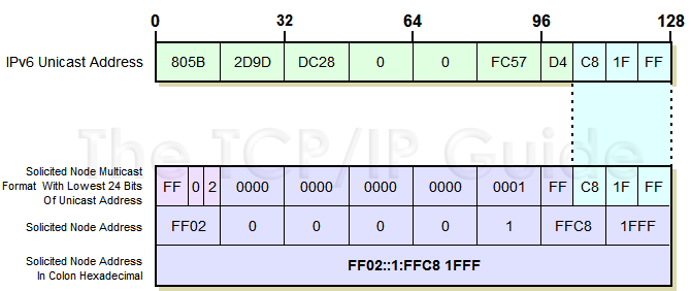 0 32 64 96 128
IPv6 Unicast Address 805B 2D9D DC28 0 0 FC57 D4 C8 1F FF
The TCP/IP Guide
Solicited Node Multicast
Format With Lowest 24 Bits
Of Unicast Address
FF 0 2 0000 0000 0000 0000 0001 FF C8 1F FF
Solicited Node Address FF02 0 0 0 0 1 FFC8 1FFF
Solicited Node Address
In Colon Hexadecimal
FF02::1:FFC8 1FFF